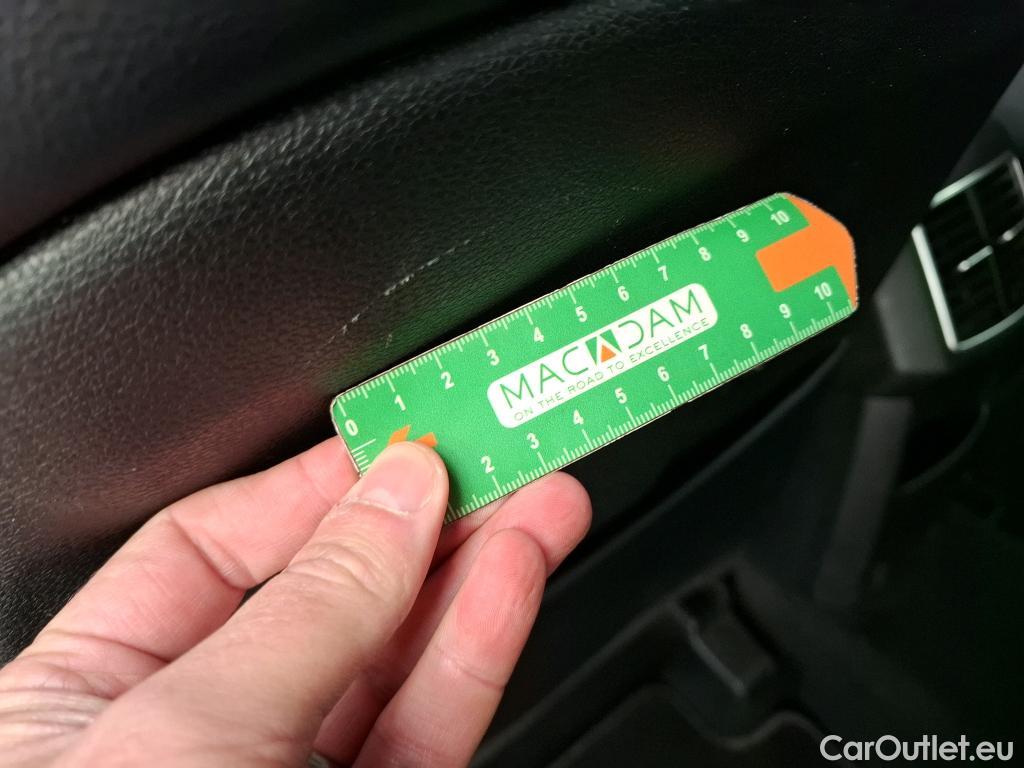 0 1 2 3 4 5 6 7 8 9 10
MACADAM
ON THE ROAD TO EXCELLENCE
2 3 4 5 6 7 8 9 10
CarOutlet.eu